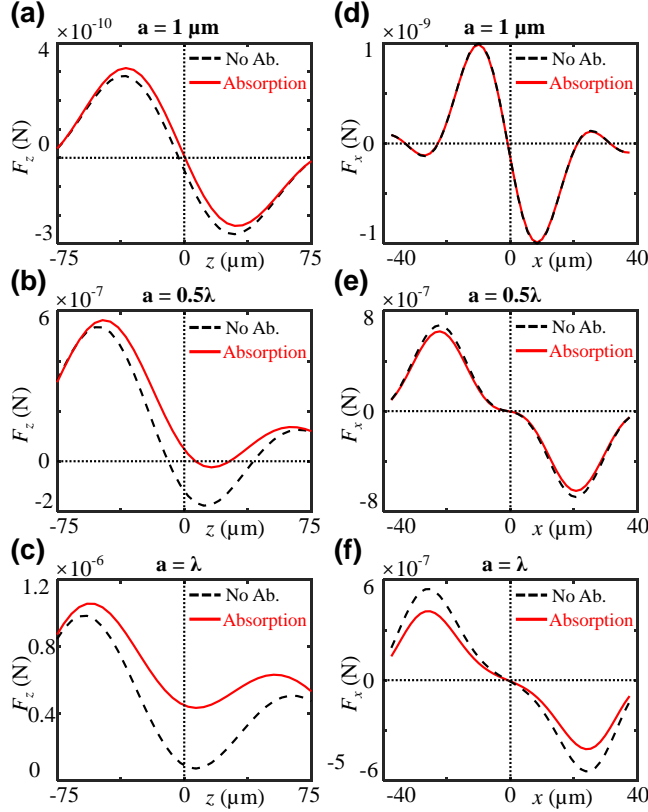 (a)
a = 1 µm
×10⁻¹⁰
4
0
-3
F_z (N)
No Ab.
Absorption
-75
0
75
z (µm)
(d)
a = 1 µm
×10⁻⁹
1
0
-1
F_x (N)
No Ab.
Absorption
-40
0
40
x (µm)
(b)
a = 0.5λ
×10⁻⁷
6
0
-2
F_z (N)
No Ab.
Absorption
-75
0
75
z (µm)
(e)
a = 0.5λ
×10⁻⁷
8
0
-8
F_x (N)
No Ab.
Absorption
-40
0
40
x (µm)
(c)
a = λ
×10⁻⁶
1.2
0.6
0.4
0
F_z (N)
No Ab.
Absorption
-75
0
75
z (µm)
(f)
a = λ
×10⁻⁷
6
0
-5
-6
F_x (N)
No Ab.
Absorption
-40
0
40
x (µm)